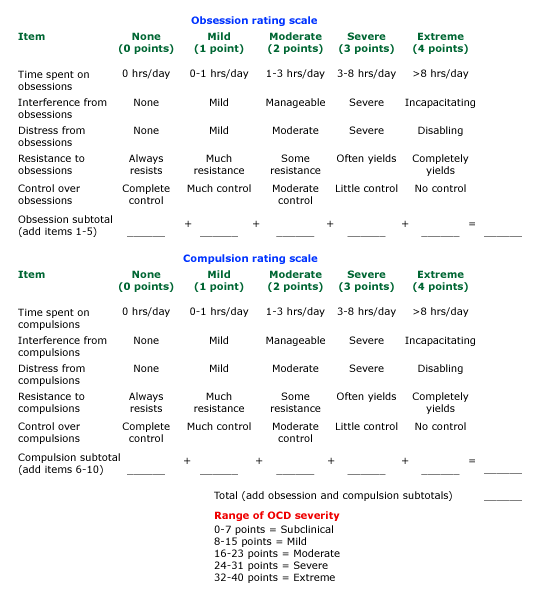 Obsession rating scale
Item None Mild Moderate Severe Extreme
(0 points) (1 point) (2 points) (3 points) (4 points)
Time spent on 0 hrs/day 0-1 hrs/day 1-3 hrs/day 3-8 hrs/day >8 hrs/day
obsessions
Interference from None Mild Manageable Severe Incapacitating
obsessions
Distress from None Mild Moderate Severe Disabling
obsessions
Resistance to Always Much Some Often yields Completely
obsessions resists resistance resistance yields
Control over Complete Much control Moderate Little control No control
obsessions control control
Obsession subtotal
(add items 1-5) ______ + ______ + ______ + ______ + ______ = ______
Compulsion rating scale
Item None Mild Moderate Severe Extreme
(0 points) (1 point) (2 points) (3 points) (4 points)
Time spent on 0 hrs/day 0-1 hrs/day 1-3 hrs/day 3-8 hrs/day >8 hrs/day
compulsions
Interference from None Mild Manageable Severe Incapacitating
compulsions
Distress from None Mild Moderate Severe Disabling
compulsions
Resistance to Always Much Some Often yields Completely
compulsions resists resistance resistance yields
Control over Complete Much control Moderate Little control No control
compulsions control control
Compulsion subtotal
(add items 6-10) ______ + ______ + ______ + ______ + ______ = ______
Total (add obsession and compulsion subtotals) ______
Range of OCD severity
0-7 points = Subclinical
8-15 points = Mild
16-23 points = Moderate
24-31 points = Severe
32-40 points = Extreme